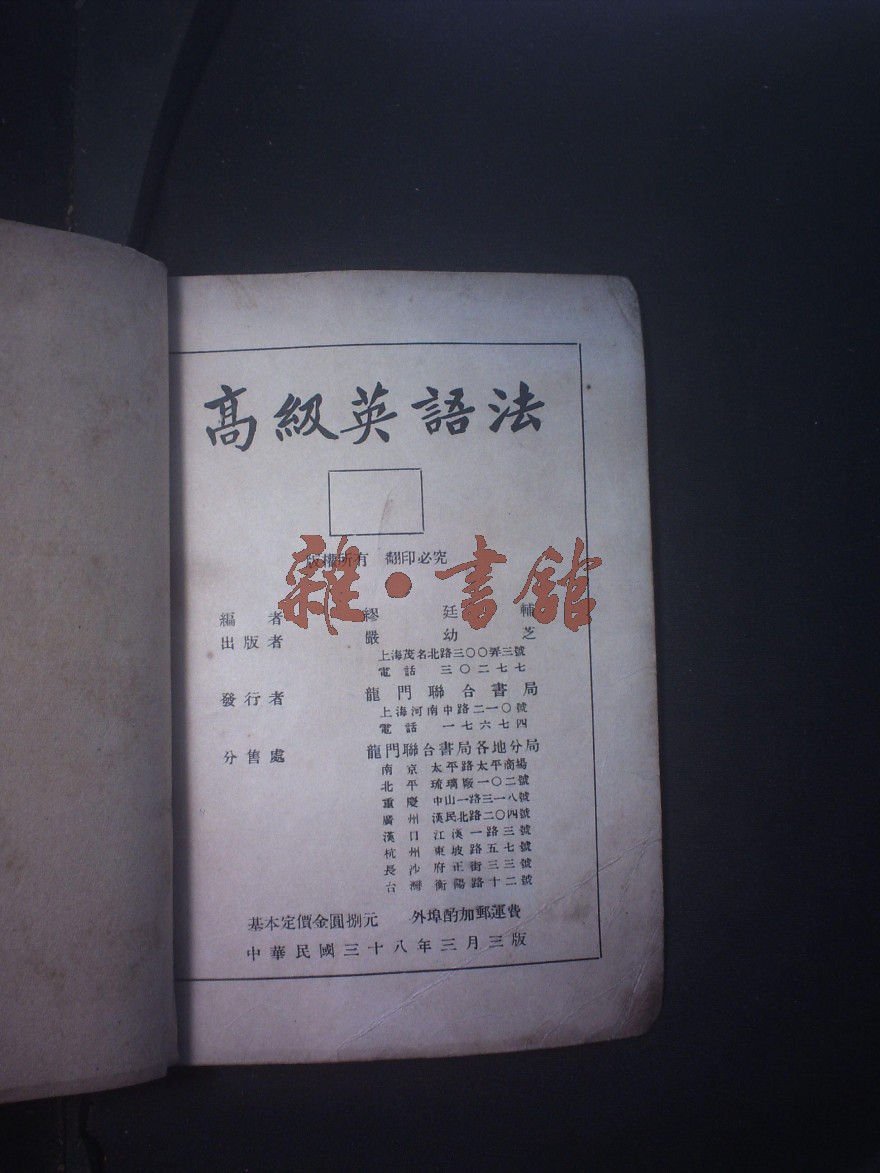 高級英語法
版權所有 翻印必究
雜·書館
編者 繆廷輔
出版者 嚴幼芝
上海茂名北路三〇〇弄三號
電話 三〇二七七
發行者 龍門聯合書局
上海河南中路二一〇號
電話 一七六七四
分售處 龍門聯合書局各地分局
南京 太平路太平商場
北平 琉璃廠一〇二號
重慶 中山一路三一八號
廣州 漢民北路二〇四號
漢口 江漢一路三號
杭州 東坡路五七號
長沙 府正街三三號
台灣 衡陽路十二號
基本定價金圓捌元 外埠酌加郵運費
中華民國三十八年三月三版